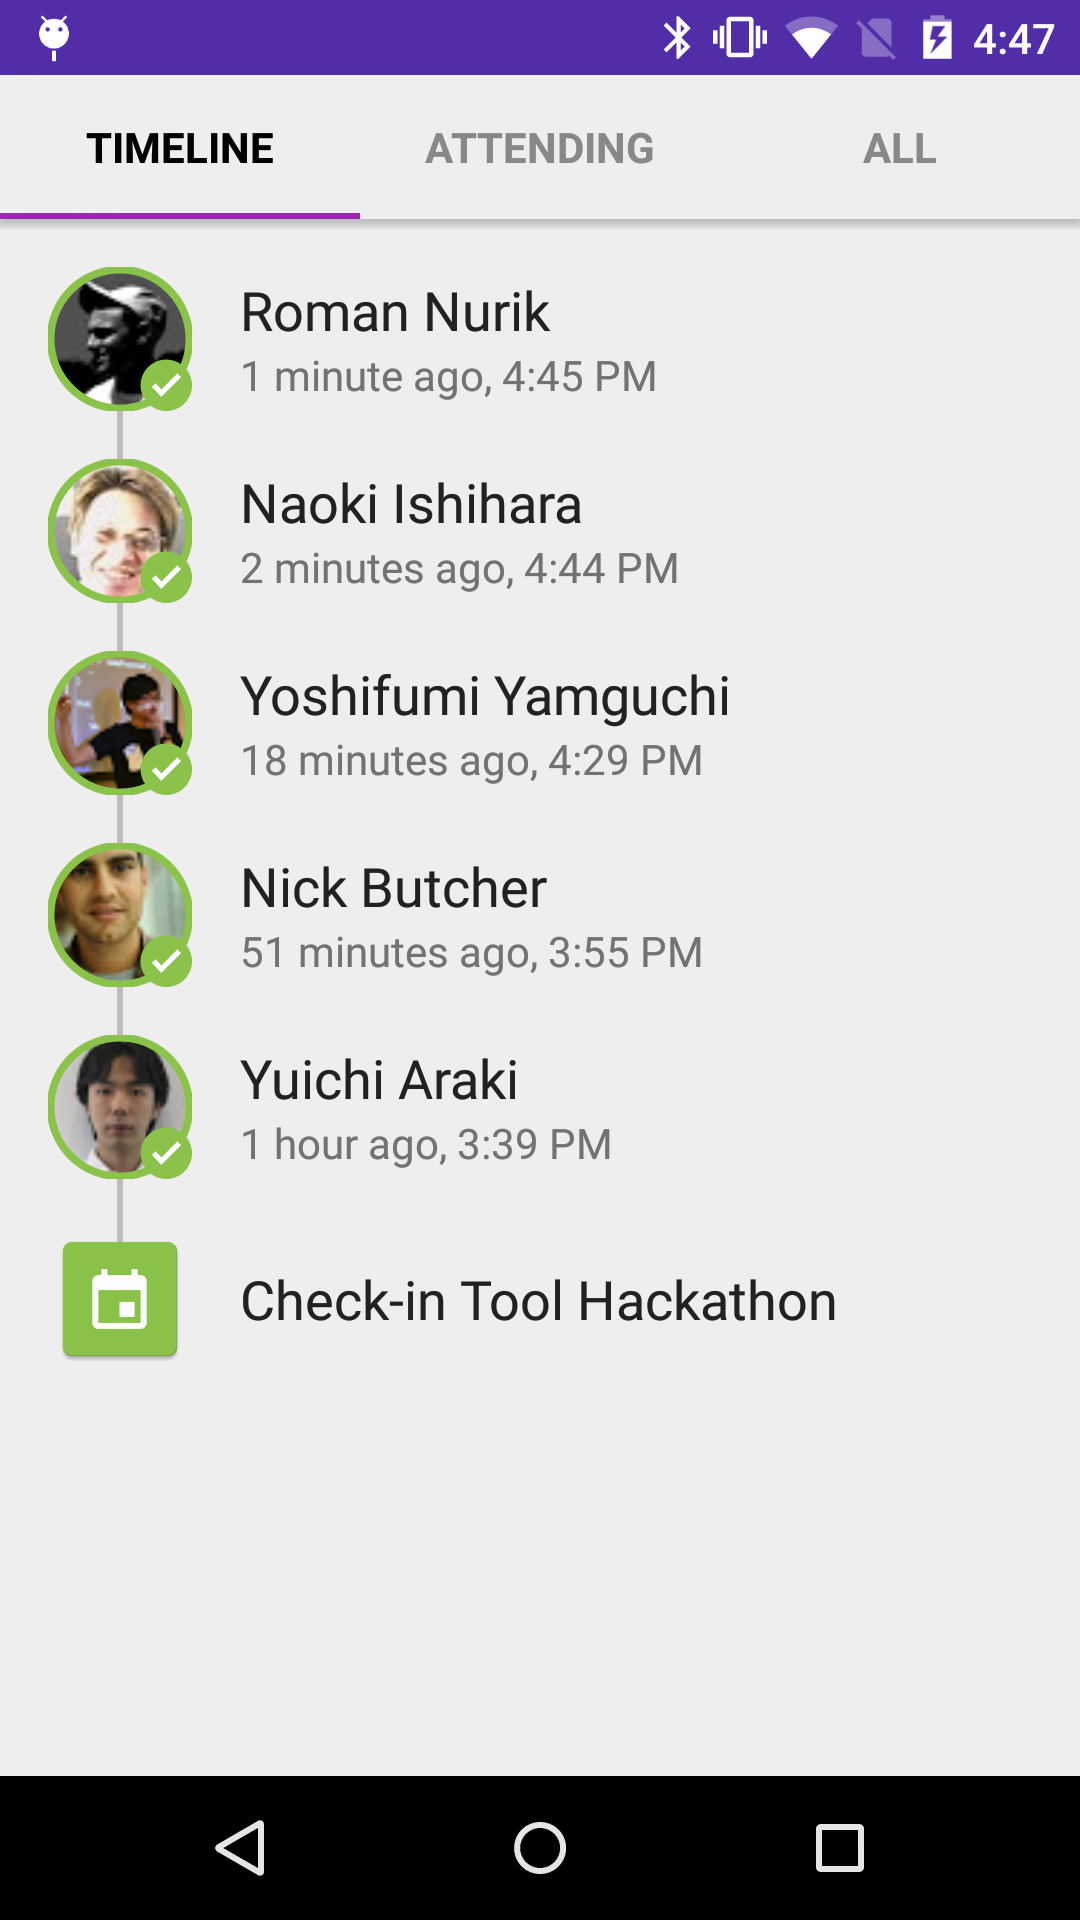 4:47
TIMELINE ATTENDING ALL
Roman Nurik
1 minute ago, 4:45 PM
Naoki Ishihara
2 minutes ago, 4:44 PM
Yoshifumi Yamguchi
18 minutes ago, 4:29 PM
Nick Butcher
51 minutes ago, 3:55 PM
Yuichi Araki
1 hour ago, 3:39 PM
Check-in Tool Hackathon